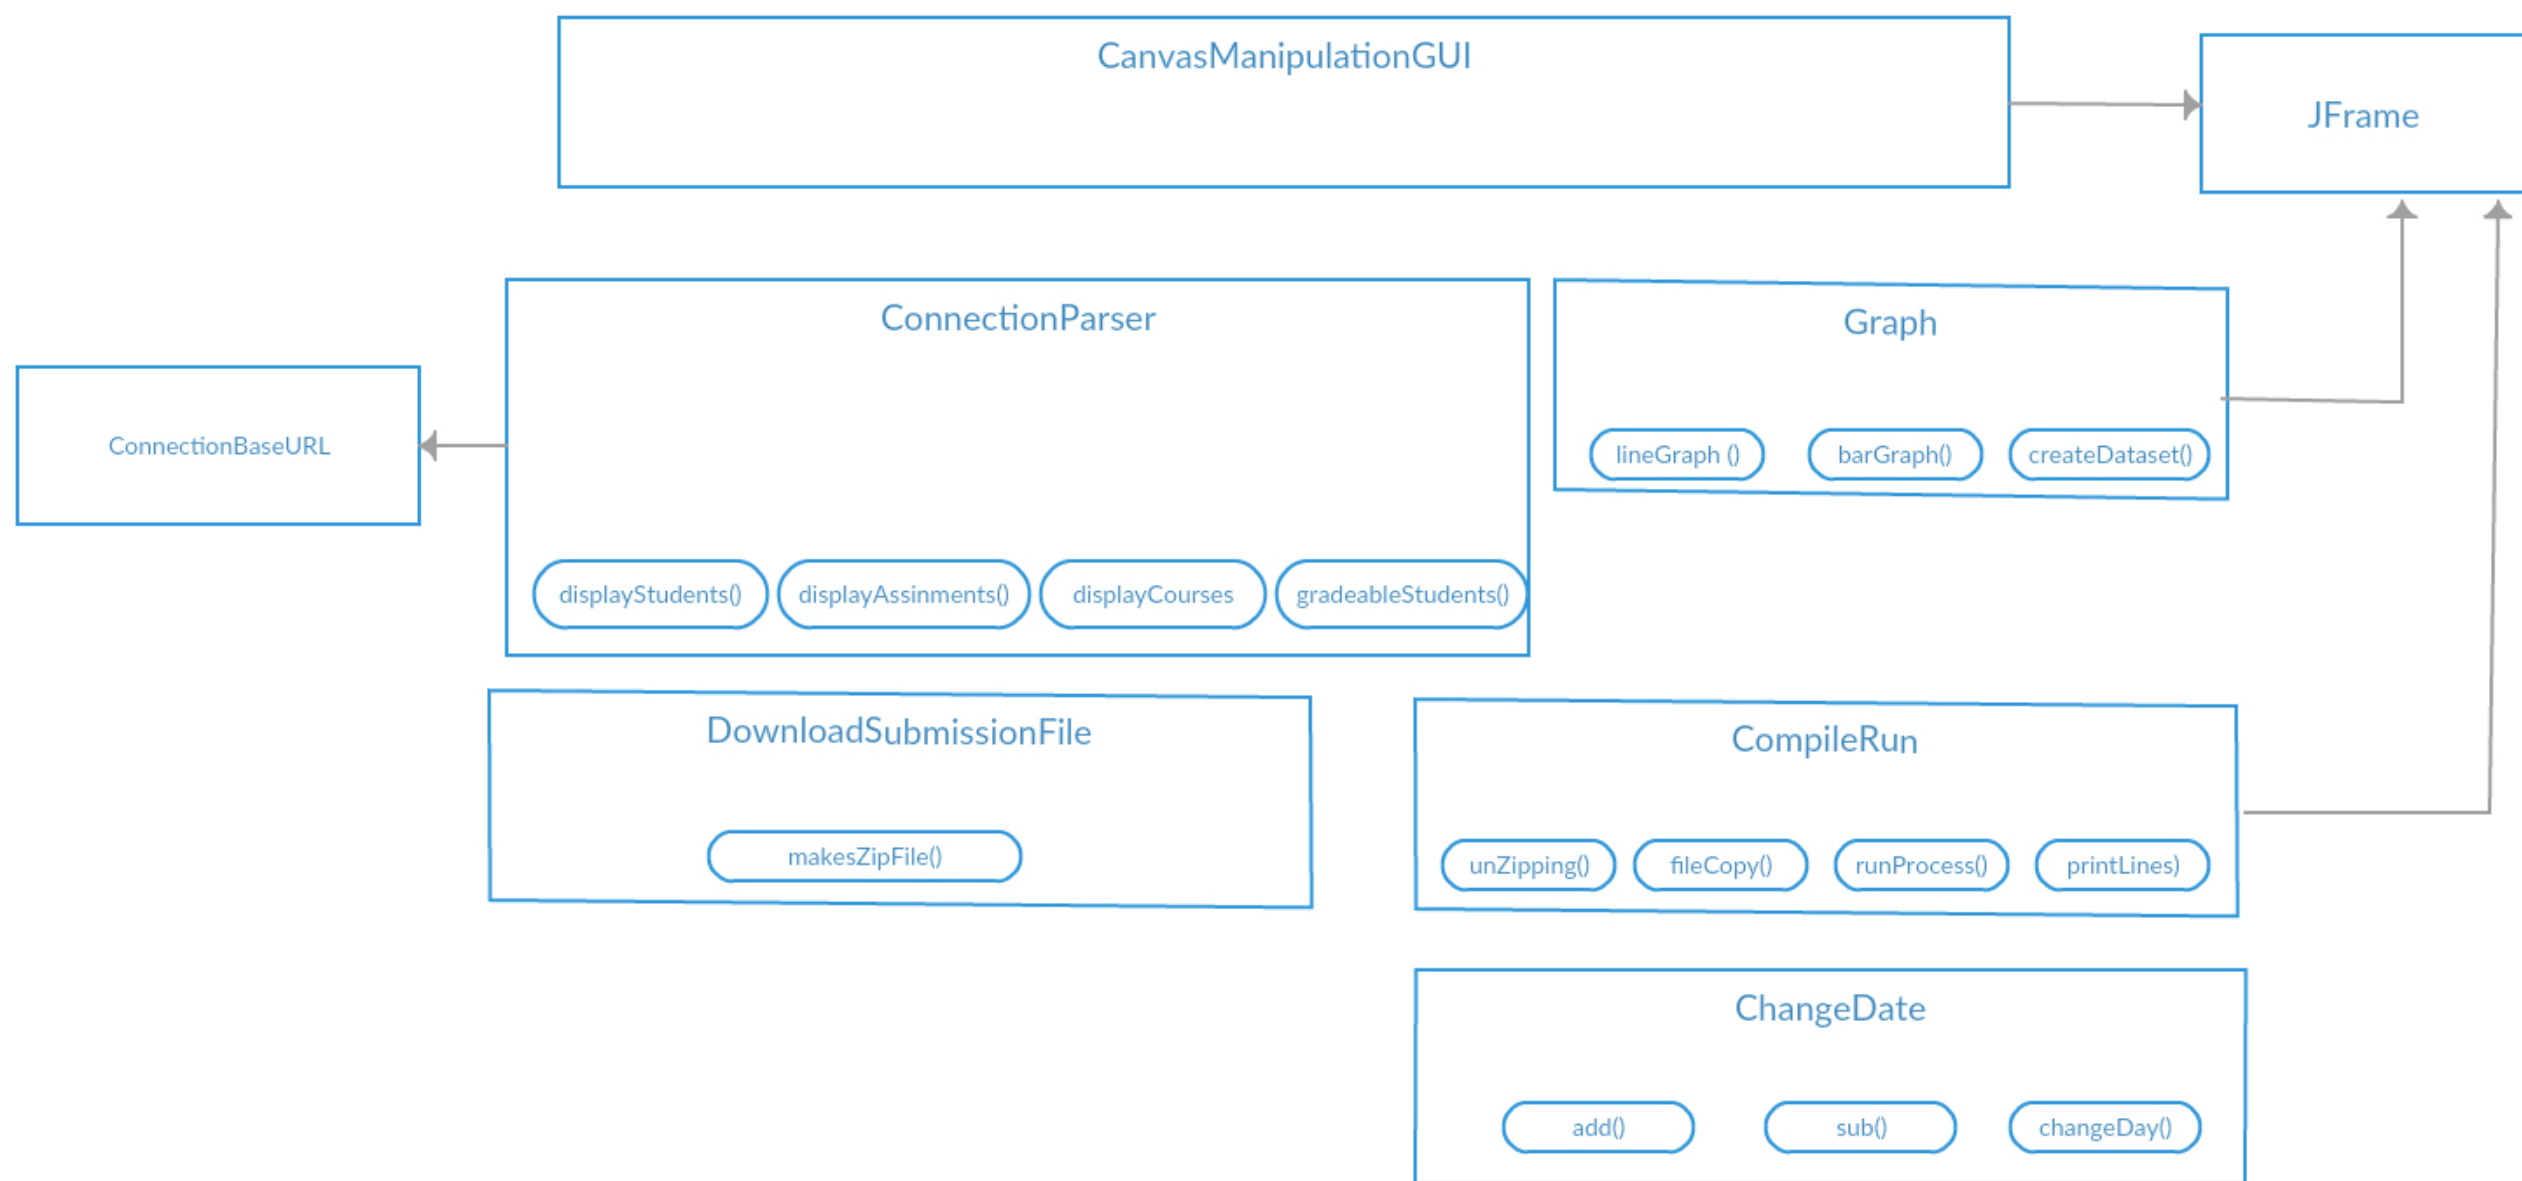 CanvasManipulationGUI
JFrame
ConnectionParser
Graph
ConnectionBaseURL
lineGraph ()
barGraph()
createDataset()
displayStudents()
displayAssinments()
displayCourses
gradeableStudents()
DownloadSubmissionFile
CompileRun
makesZipFile()
unZipping()
fileCopy()
runProcess()
printLines)
ChangeDate
add()
sub()
changeDay()